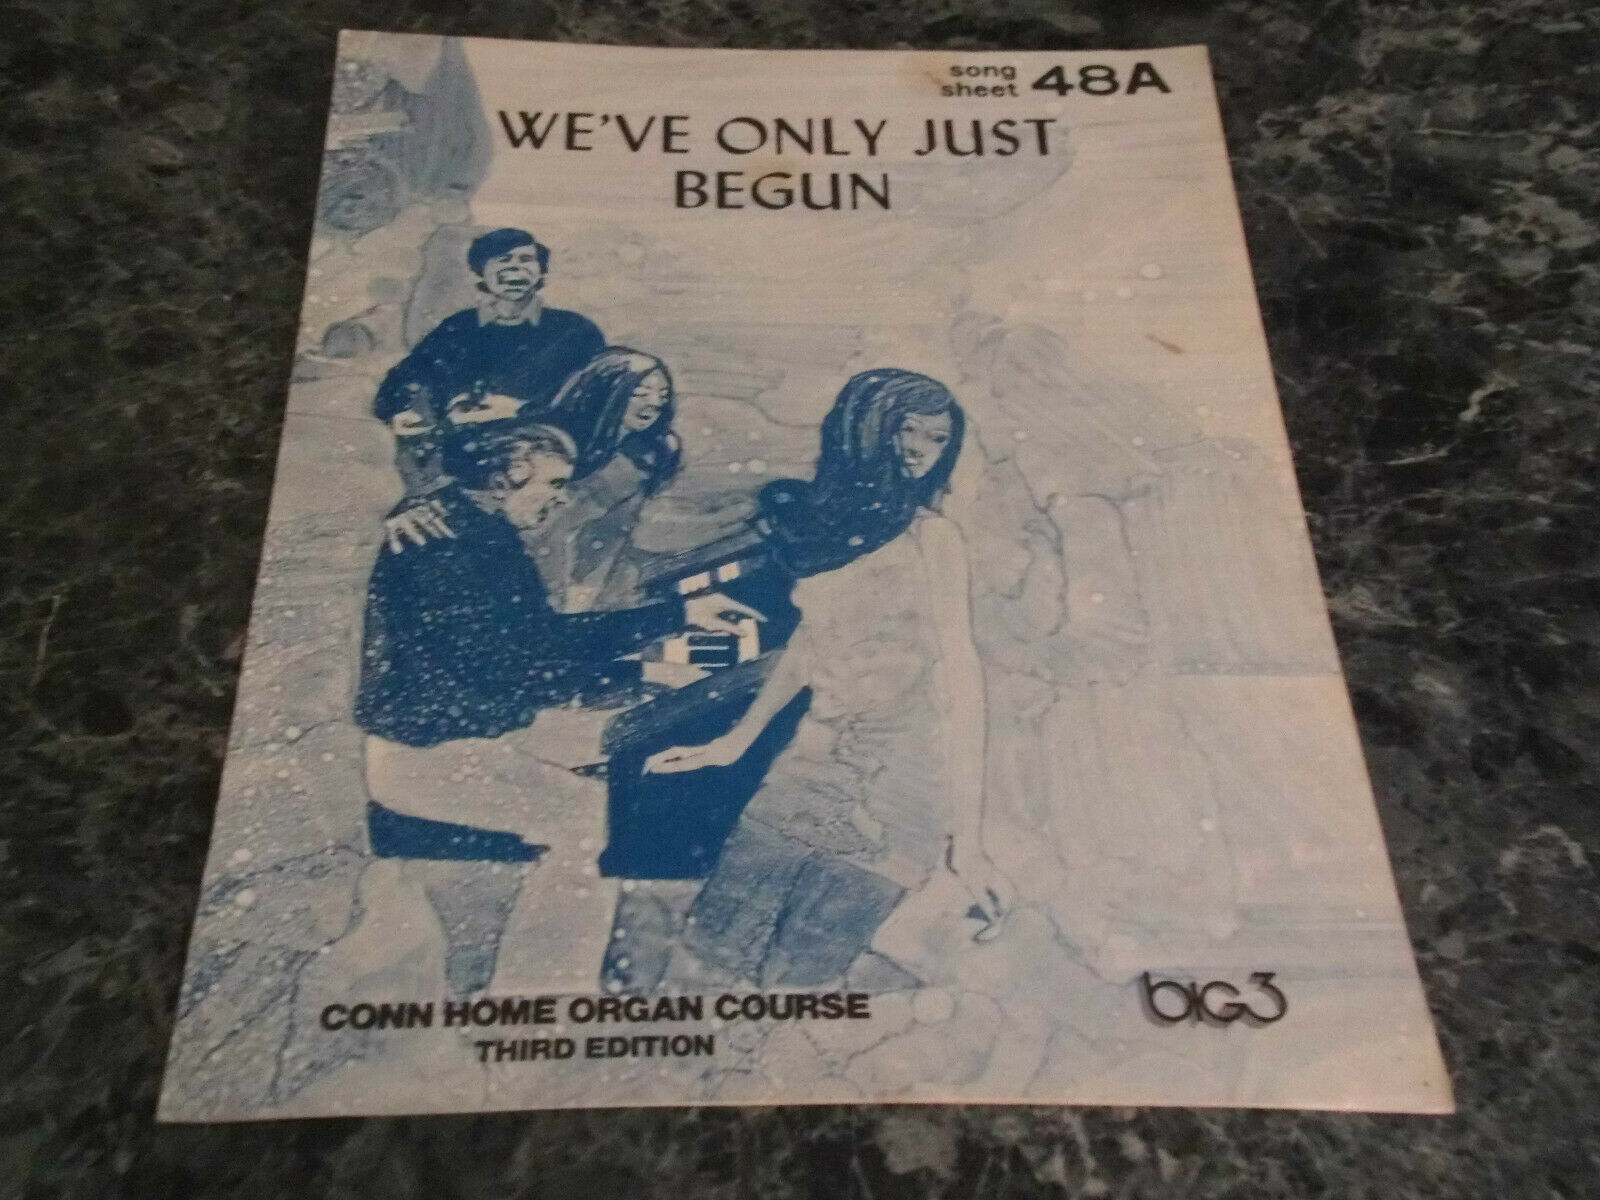 song
sheet 48A
WE'VE ONLY JUST
BEGUN
CONN HOME ORGAN COURSE
THIRD EDITION
big3